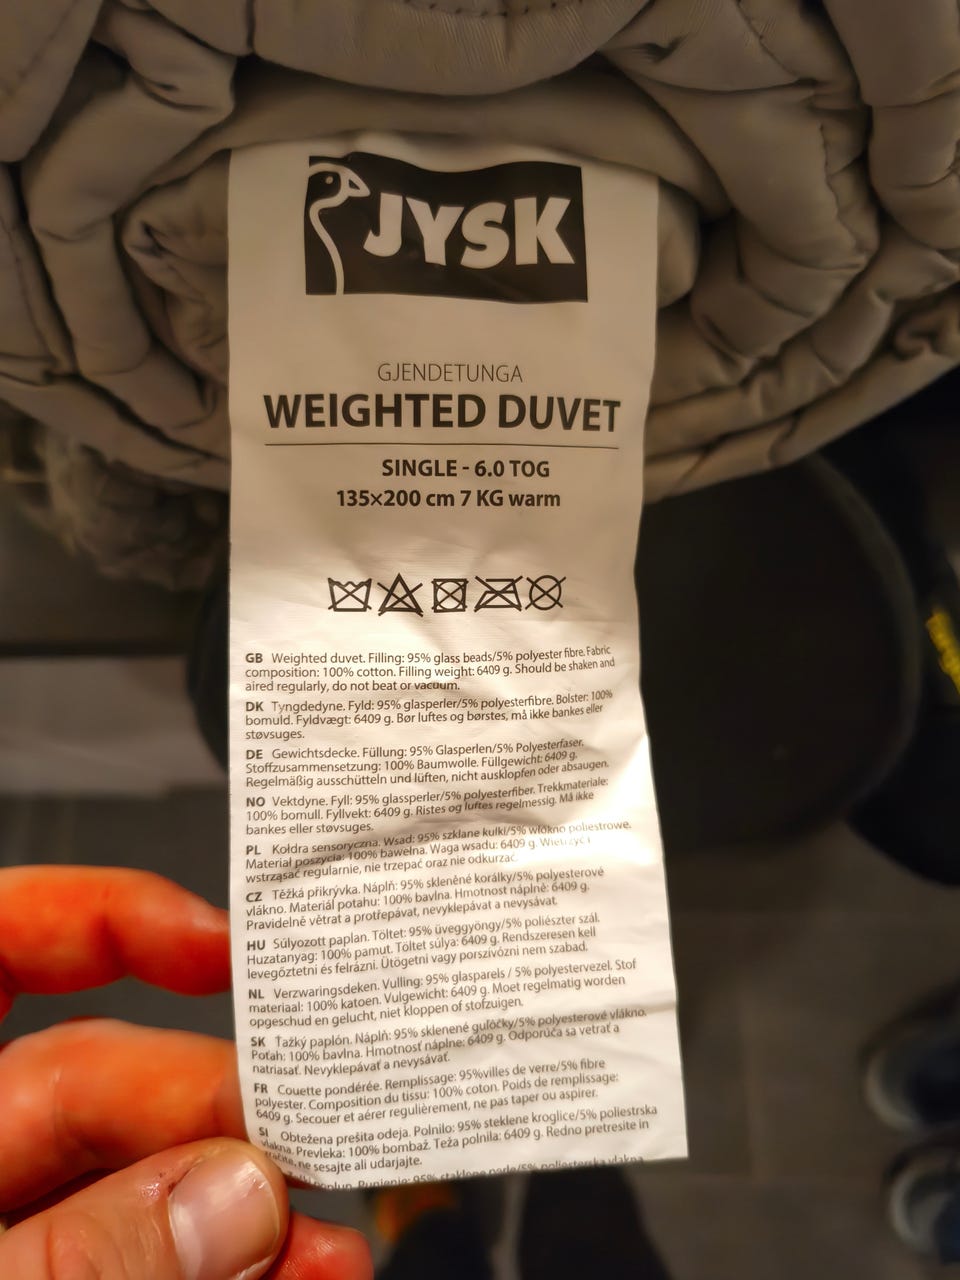 JYSK
GJENDETUNGA
WEIGHTED DUVET
SINGLE - 6.0 TOG
135×200 cm 7 KG warm
GB Weighted duvet. Filling: 95% glass beads/5% polyester fibre. Fabric
composition: 100% cotton. Filling weight: 6409 g. Should be shaken and
aired regularly, do not beat or vacuum.
DK Tyngdedyne. Fyld: 95% glasperler/5% polyesterfibre. Bolster: 100%
bomuld. Fyldvægt: 6409 g. Bør luftes og børstes, må ikke bankes eller
støvsuges.
DE Gewichtsdecke. Füllung: 95% Glasperlen/5% Polyesterfaser.
Stoffzusammensetzung: 100% Baumwolle. Füllgewicht: 6409 g.
Regelmäßig ausschütteln und lüften, nicht ausklopfen oder absaugen.
NO Vektdyne. Fyll: 95% glassperler/5% polyesterfiber. Trekkmateriale:
100% bomull. Fyllvekt: 6409 g. Ristes og luftes regelmessig. Må ikke
bankes eller støvsuges.
PL Kołdra sensoryczna. Wsad: 95% szklane kulki/5% włókno poliestrowe.
Materiał poszycia: 100% bawełna. Waga wsadu: 6409 g. Wietrzyć i
wstrząsać regularnie, nie trzepać oraz nie odkurzać.
CZ Těžká přikrývka. Náplň: 95% skleněné korálky/5% polyesterové
vlákno. Materiál potahu: 100% bavlna. Hmotnost náplně: 6409 g.
Pravidelně větrat a protřepávat, nevyklepávat a nevysávat.
HU Súlyozott paplan. Töltet: 95% üveggyöngy/5% poliészter szál.
Huzatanyag: 100% pamut. Töltet súlya: 6409 g. Rendszeresen kell
levegőztetni és felrázni. Ütögetni vagy porszívózni nem szabad.
NL Verzwaringsdeken. Vulling: 95% glasparels / 5% polyestervezel. Stof
materiaal: 100% katoen. Vulgewicht: 6409 g. Moet regelmatig worden
opgeschud en gelucht, niet kloppen of stofzuigen.
SK Ťažký paplón. Náplň: 95% sklenené guľôčky/5% polyesterové vlákno.
Poťah: 100% bavlna. Hmotnosť náplne: 6409 g. Odporúča sa vetrať a
natriasať. Nevyklepávať a nevysávať.
FR Couette pondérée. Remplissage: 95%villes de verre/5% fibre
polyester. Composition du tissu: 100% coton. Poids de remplissage:
6409 g. Secouer et aérer regulièrement, ne pas taper ou aspirer.
SI Obtežena prešita odeja. Polnilo: 95% steklene kroglice/5% poliestrska
vlakna. Prevleka: 100% bombaž. Teža polnila: 6409 g. Redno pretresite in
ne sesajte ali udarjajte.
poplun. Punjenje: 95% staklene perle/5% poliesterska vlakna